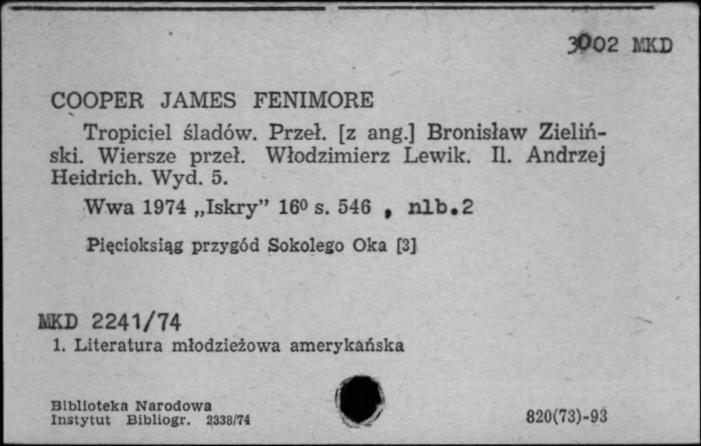 3002 MKD
COOPER JAMES FENIMORE
Tropiciel śladów. Przeł. [z ang.] Bronisław Zieliń-
ski. Wiersze przeł. Włodzimierz Lewik. Il. Andrzej
Heidrich. Wyd. 5.
Wwa 1974 „Iskry” 16⁰ s. 546 , nlb.2
Pięcioksiąg przygód Sokolego Oka [3]
MKD 2241/74
1. Literatura młodzieżowa amerykańska
Biblioteka Narodowa
Instytut Bibliogr. 2338/74
820(73)-93